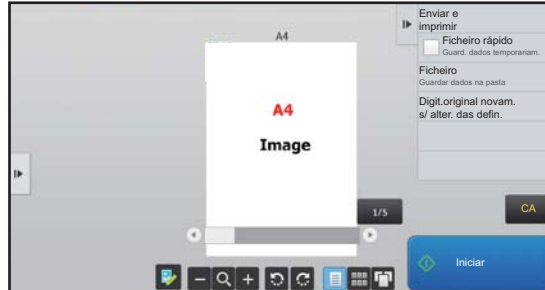 A4
A4
Image
1/5
Enviar e
imprimir
Ficheiro rápido
Guard. dados temporariam.
Ficheiro
Guardar dados na pasta
Digit.original novam.
s/ alter. das defin.
CA
Iniciar